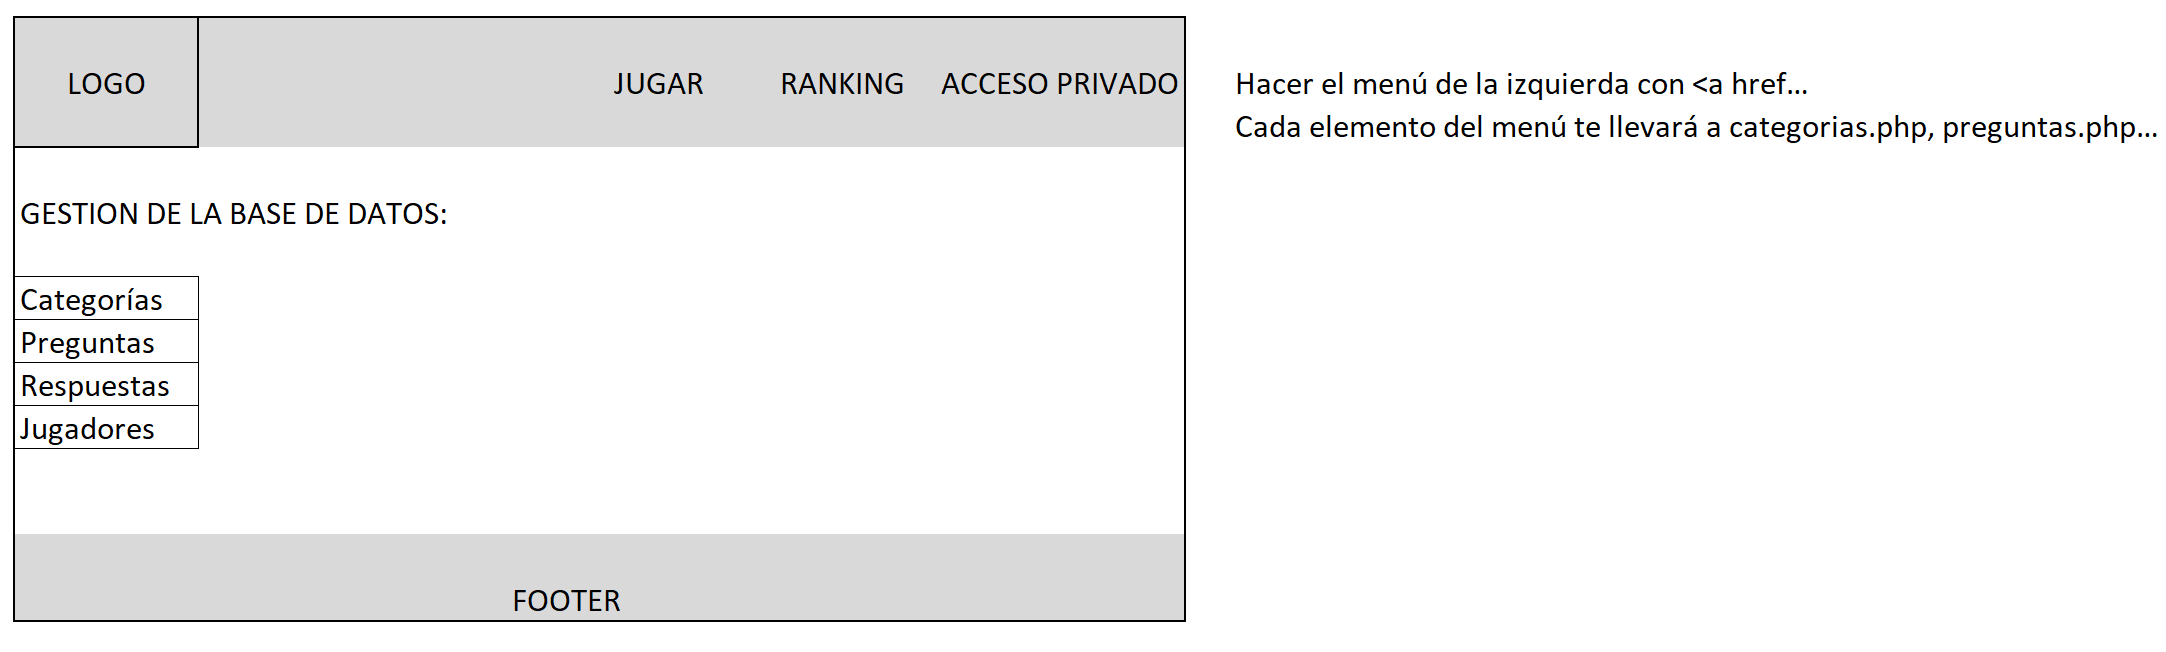 LOGO
JUGAR RANKING ACCESO PRIVADO
Hacer el menú de la izquierda con <a href...
Cada elemento del menú te llevará a categorias.php, preguntas.php...
GESTION DE LA BASE DE DATOS:
Categorías
Preguntas
Respuestas
Jugadores
FOOTER